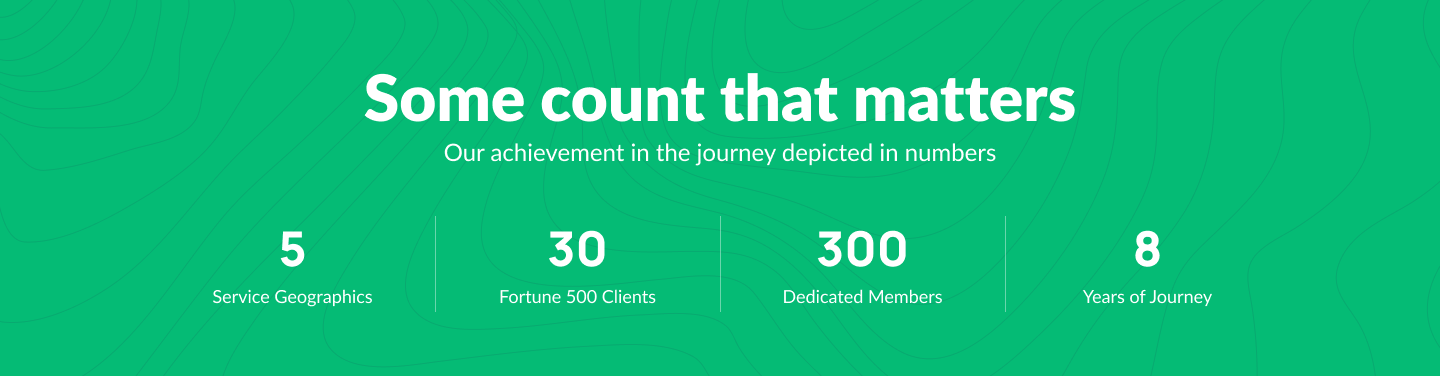 Some count that matters
Our achievement in the journey depicted in numbers
5
Service Geographics
30
Fortune 500 Clients
300
Dedicated Members
8
Years of Journey